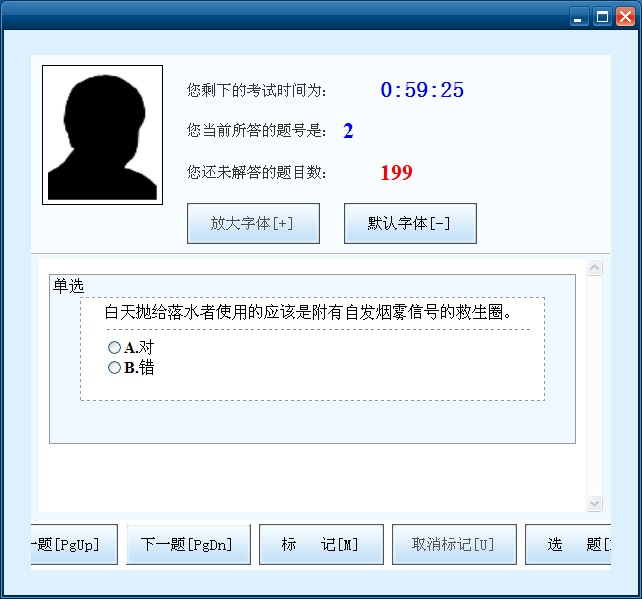 您剩下的考试时间为： 0:59:25
您当前所答的题号是： 2
您还未解答的题目数： 199
放大字体[+] 默认字体[-]
单选
白天抛给落水者使用的应该是附有自发烟雾信号的救生圈。
A.对
B.错
一题[PgUp] 下一题[PgDn] 标 记[M] 取消标记[U] 选 题[